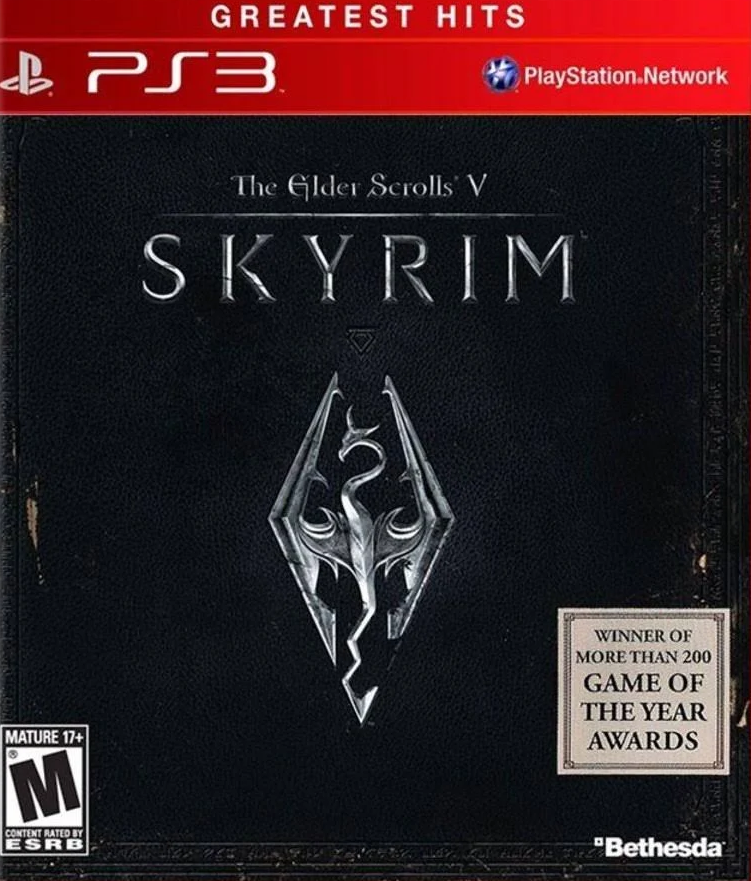 GREATEST HITS
PS3
PlayStation®Network
The Elder Scrolls® V
SKYRIM™
WINNER OF
MORE THAN 200
GAME OF
THE YEAR
AWARDS
MATURE 17+
M®
CONTENT RATED BY
ESRB
Bethesda®